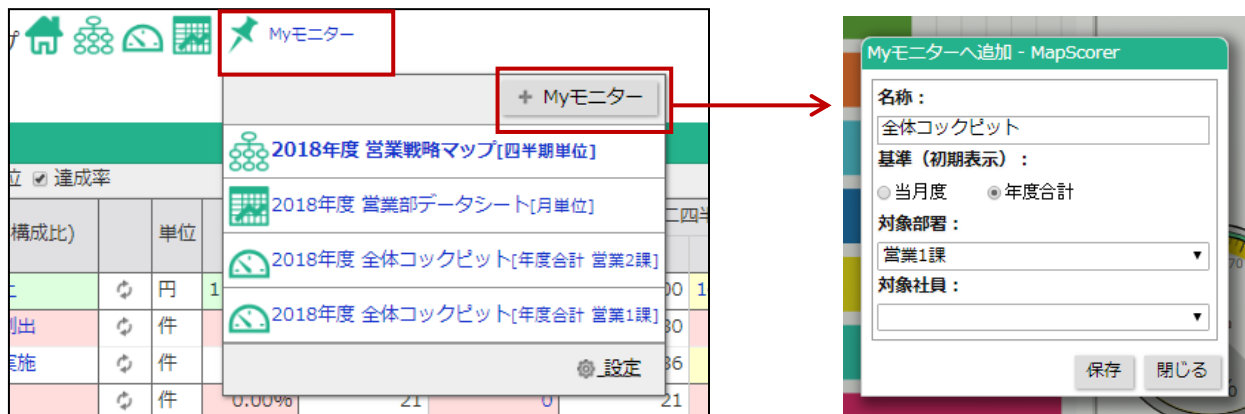 Myモニター
+ Myモニター
2018年度 営業戦略マップ[四半期単位]
2018年度 営業部データシート[月単位]
2018年度 全体コックピット[年度合計 営業2課]
2018年度 全体コックピット[年度合計 営業1課]
設定
位 達成率
構成比) 単位
円 1
出 件
実施 件
件 0.00% 21 0 21
Myモニターへ追加 - MapScorer
名称：
全体コックピット
基準（初期表示）：
当月度 年度合計
対象部署：
営業1課
対象社員：
保存 閉じる